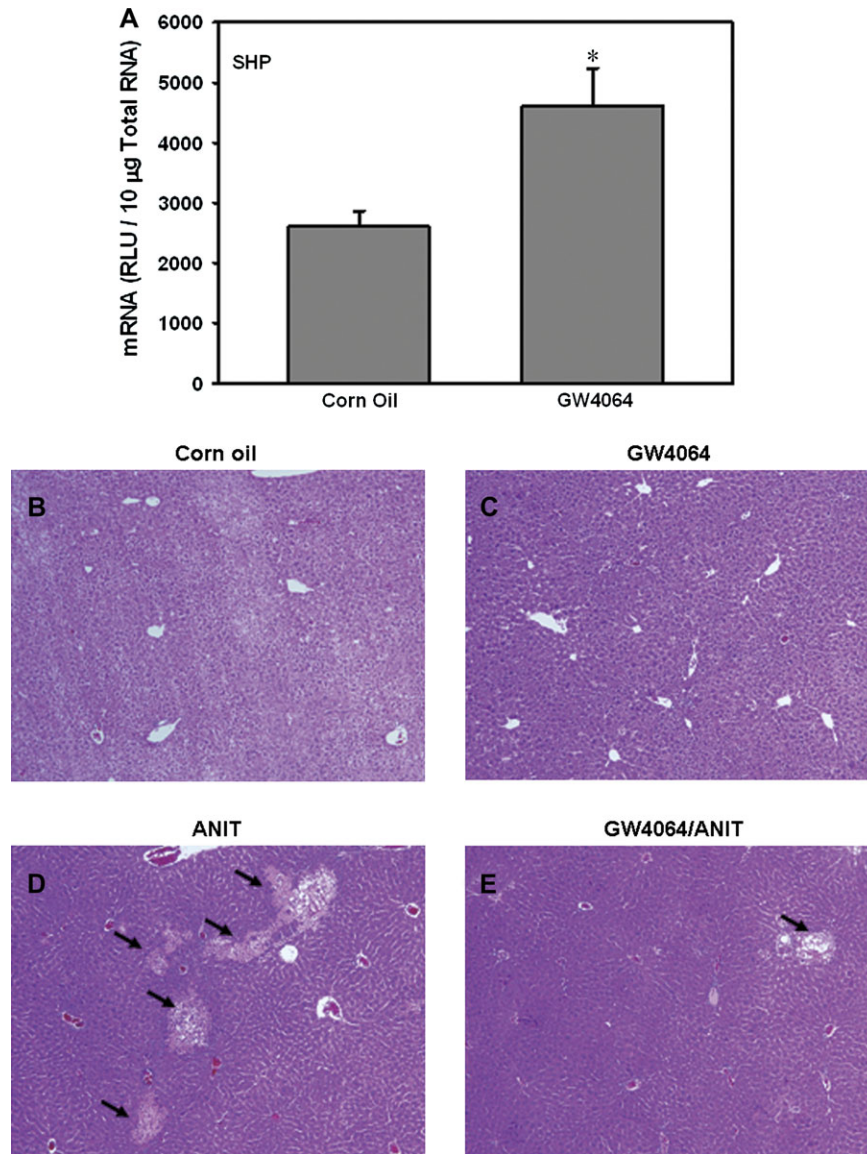 A
6000
5000
4000
3000
2000
1000
0
mRNA (RLU / 10 µg Total RNA)
SHP
*
Corn Oil
GW4064
Corn oil
GW4064
B
C
ANIT
GW4064/ANIT
D
E